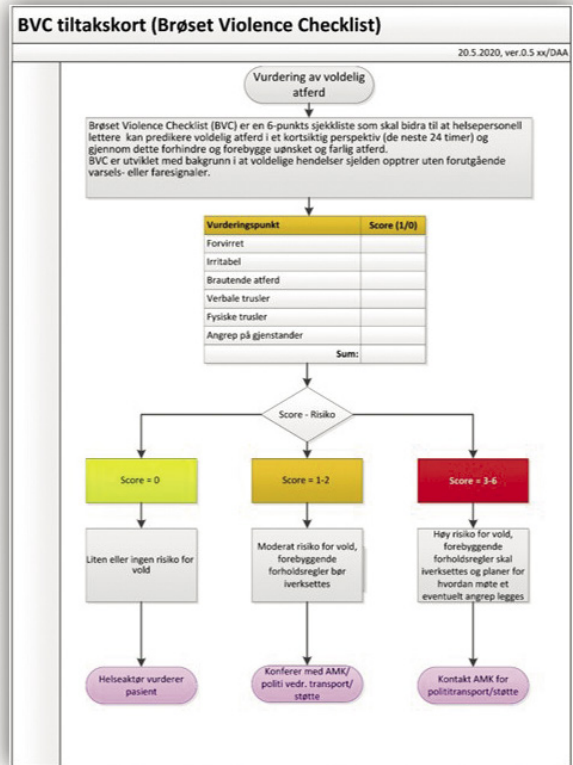 BVC tiltakskort (Brøset Violence Checklist)
20.5.2020, ver.0.5 xx/DAA
Vurdering av voldelig
atferd
Brøset Violence Checklist (BVC) er en 6-punkts sjekkliste som skal bidra til at helsepersonell
lettere kan predikere voldelig atferd i et kortsiktig perspektiv (de neste 24 timer) og
gjennom dette forhindre og forebygge uønsket og farlig atferd.
BVC er utviklet med bakgrunn i at voldelige hendelser sjelden opptrer uten forutgående
varsels- eller faresignaler.
Vurderingspunkt Score (1/0)
Forvirret
Irritabel
Brautende atferd
Verbale trusler
Fysiske trusler
Angrep på gjenstander
Sum:
Score - Risiko
Score = 0
Liten eller ingen risiko for
vold
Helseaktør vurderer
pasient
Score = 1-2
Moderat risiko for vold,
forebyggende
forholdsregler bør
iverksettes
Konferer med AMK/
politi vedr. transport/
støtte
Score = 3-6
Høy risiko for vold,
forebyggende
forholdsregler skal
iverksettes og planer for
hvordan møte et
eventuelt angrep legges
Kontakt AMK for
polititransport/støtte